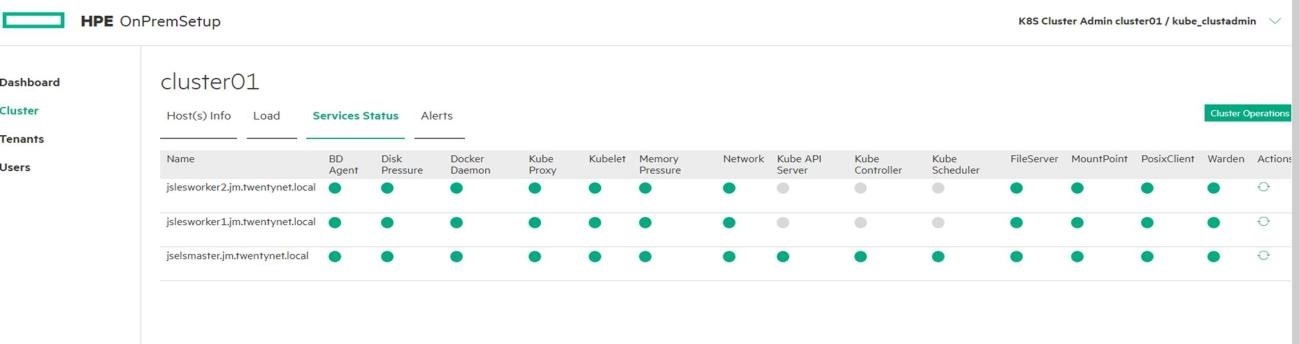 HPE OnPremSetup
K8S Cluster Admin cluster01 / kube_clustadmin
Dashboard
Cluster
Tenants
Users
cluster01
Host(s) Info Load Services Status Alerts
Cluster Operations
Name BD Agent Disk Pressure Docker Daemon Kube Proxy Kubelet Memory Pressure Network Kube API Server Kube Controller Kube Scheduler FileServer MountPoint PosixClient Warden Actions
jslesworker2.jm.twentynet.local
jslesworker1.jm.twentynet.local
jselsmaster.jm.twentynet.local